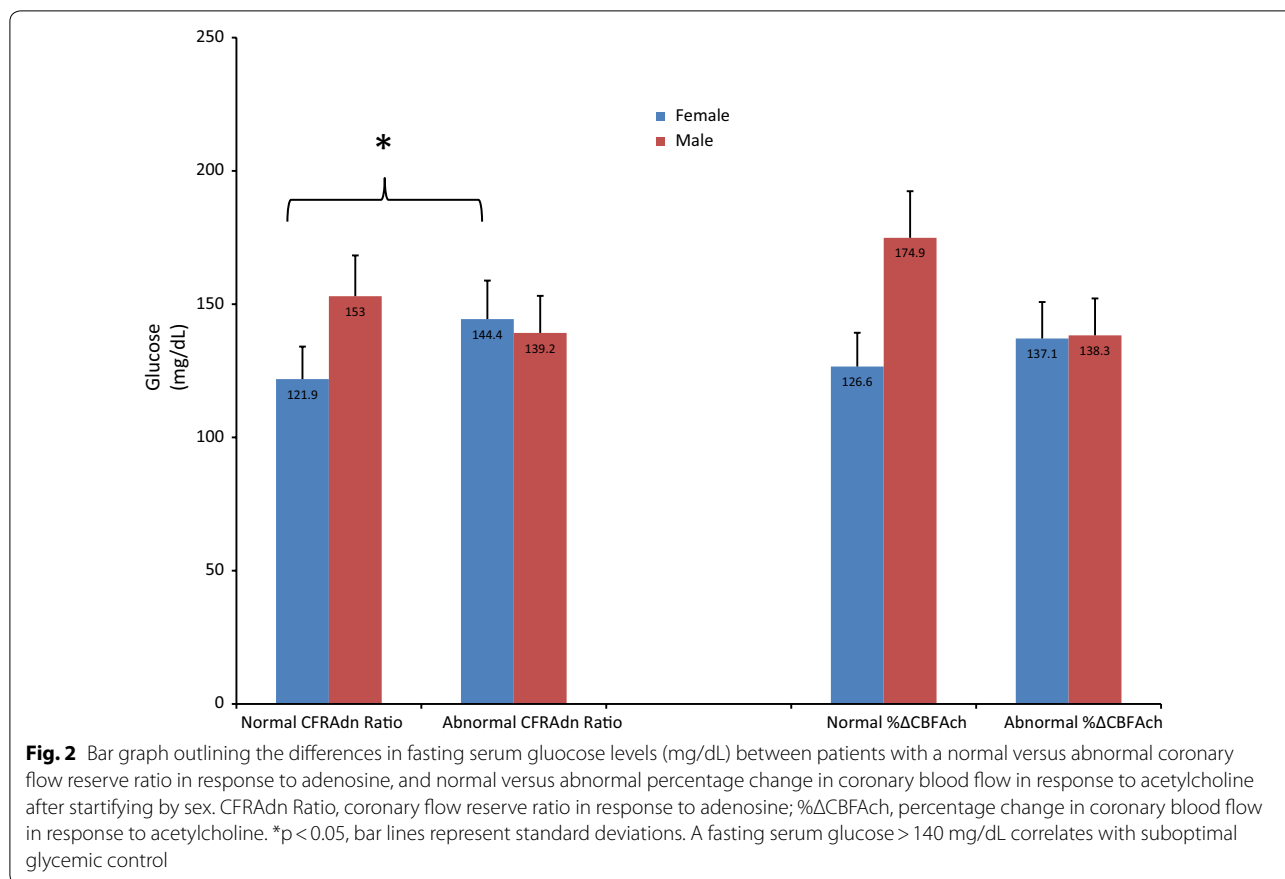 250
200
150
100
50
0
Glucose
(mg/dL)
Female
Male
*
121.9
153
144.4
139.2
126.6
174.9
137.1
138.3
Normal CFRAdn Ratio
Abnormal CFRAdn Ratio
Normal %ΔCBFAch
Abnormal %ΔCBFAch
Fig. 2 Bar graph outlining the differences in fasting serum gluocose levels (mg/dL) between patients with a normal versus abnormal coronary
flow reserve ratio in response to adenosine, and normal versus abnormal percentage change in coronary blood flow in response to acetylcholine
after startifying by sex. CFRAdn Ratio, coronary flow reserve ratio in response to adenosine; %ΔCBFAch, percentage change in coronary blood flow
in response to acetylcholine. *p < 0.05, bar lines represent standard deviations. A fasting serum glucose > 140 mg/dL correlates with suboptimal
glycemic control